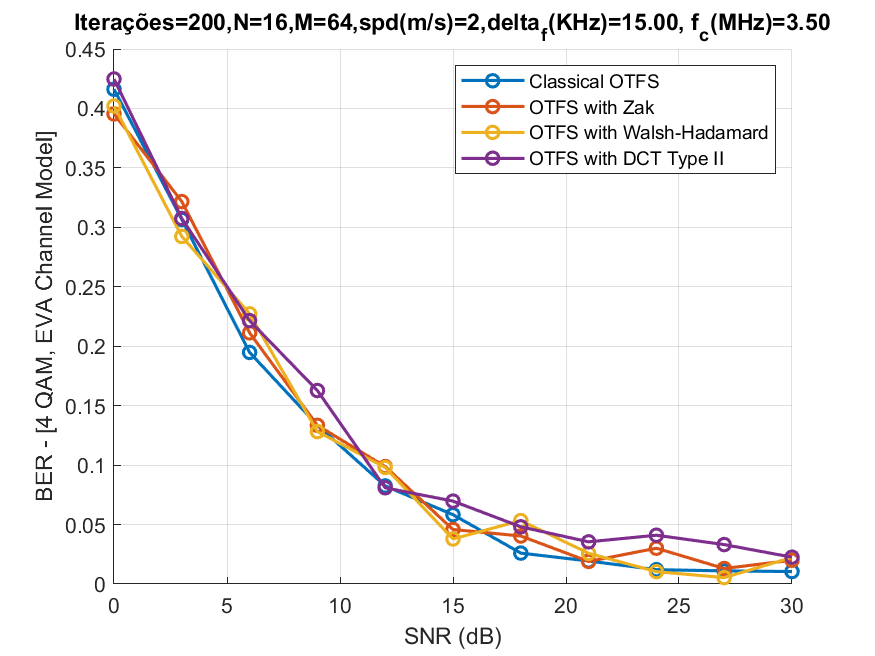 Iterações=200,N=16,M=64,spd(m/s)=2,delta_f(KHz)=15.00, f_c(MHz)=3.50
Classical OTFS
OTFS with Zak
OTFS with Walsh-Hadamard
OTFS with DCT Type II
BER - [4 QAM, EVA Channel Model]
0.45
0.4
0.35
0.3
0.25
0.2
0.15
0.1
0.05
0
0 5 10 15 20 25 30
SNR (dB)